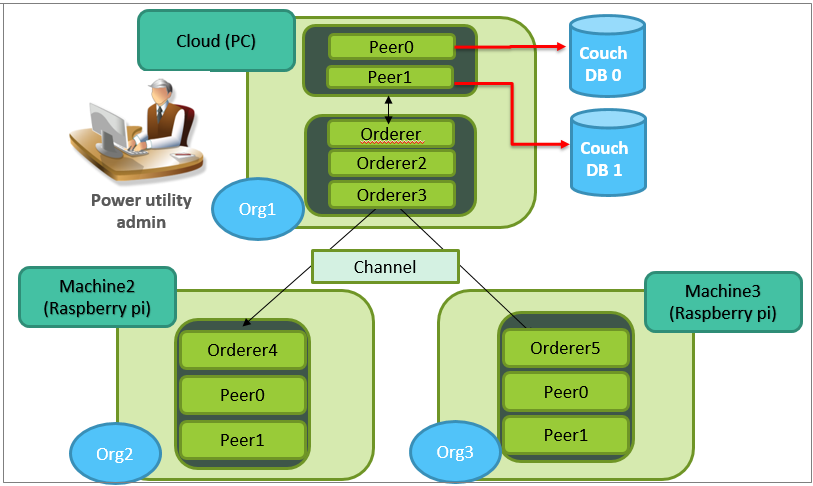 Cloud (PC)
Peer0
Peer1
Couch
DB 0
Couch
DB 1
Orderer
Orderer2
Orderer3
Power utility
admin
Org1
Channel
Machine2
(Raspberry pi)
Machine3
(Raspberry pi)
Orderer4
Peer0
Peer1
Org2
Orderer5
Peer0
Peer1
Org3